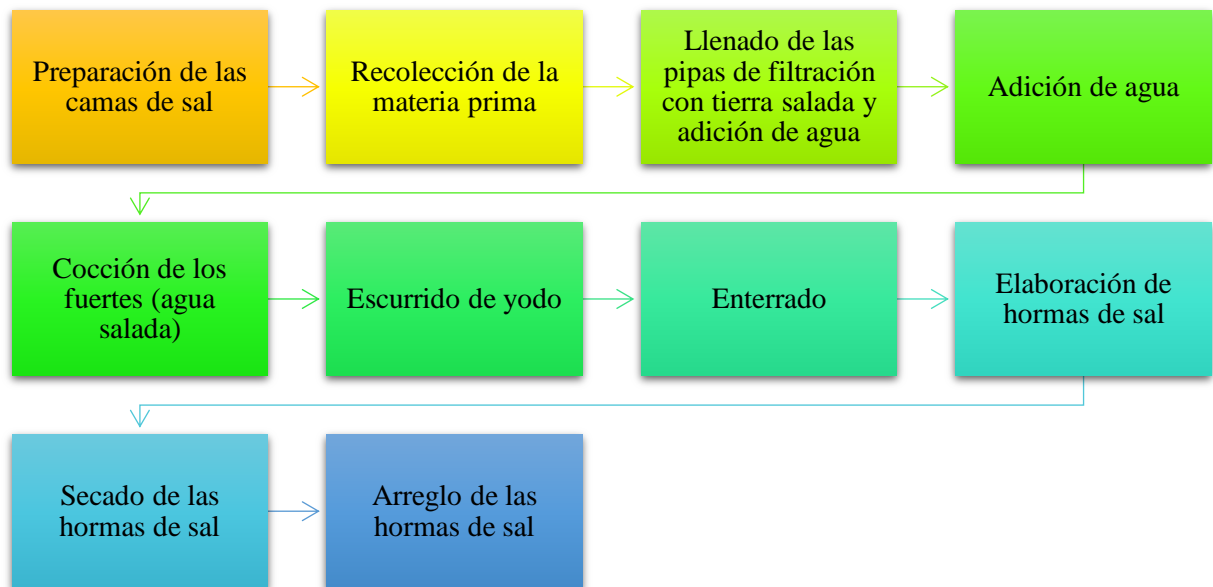 Preparación de las
camas de sal
Recolección de la
materia prima
Llenado de las
pipas de filtración
con tierra salada y
adición de agua
Adición de agua
Cocción de los
fuertes (agua
salada)
Escurrido de yodo
Enterrado
Elaboración de
hormas de sal
Secado de las
hormas de sal
Arreglo de las
hormas de sal